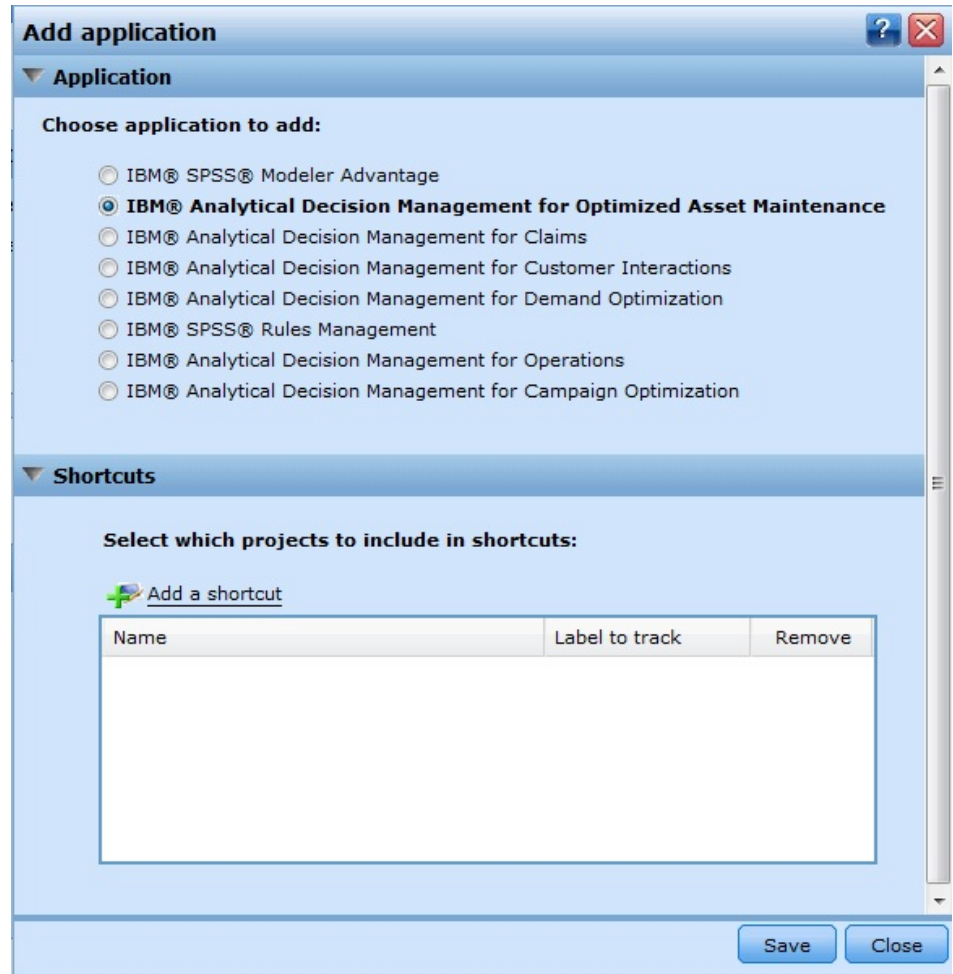 Add application
?
Application
Choose application to add:
IBM® SPSS® Modeler Advantage
IBM® Analytical Decision Management for Optimized Asset Maintenance
IBM® Analytical Decision Management for Claims
IBM® Analytical Decision Management for Customer Interactions
IBM® Analytical Decision Management for Demand Optimization
IBM® SPSS® Rules Management
IBM® Analytical Decision Management for Operations
IBM® Analytical Decision Management for Campaign Optimization
Shortcuts
Select which projects to include in shortcuts:
Add a shortcut
Name Label to track Remove
Save Close